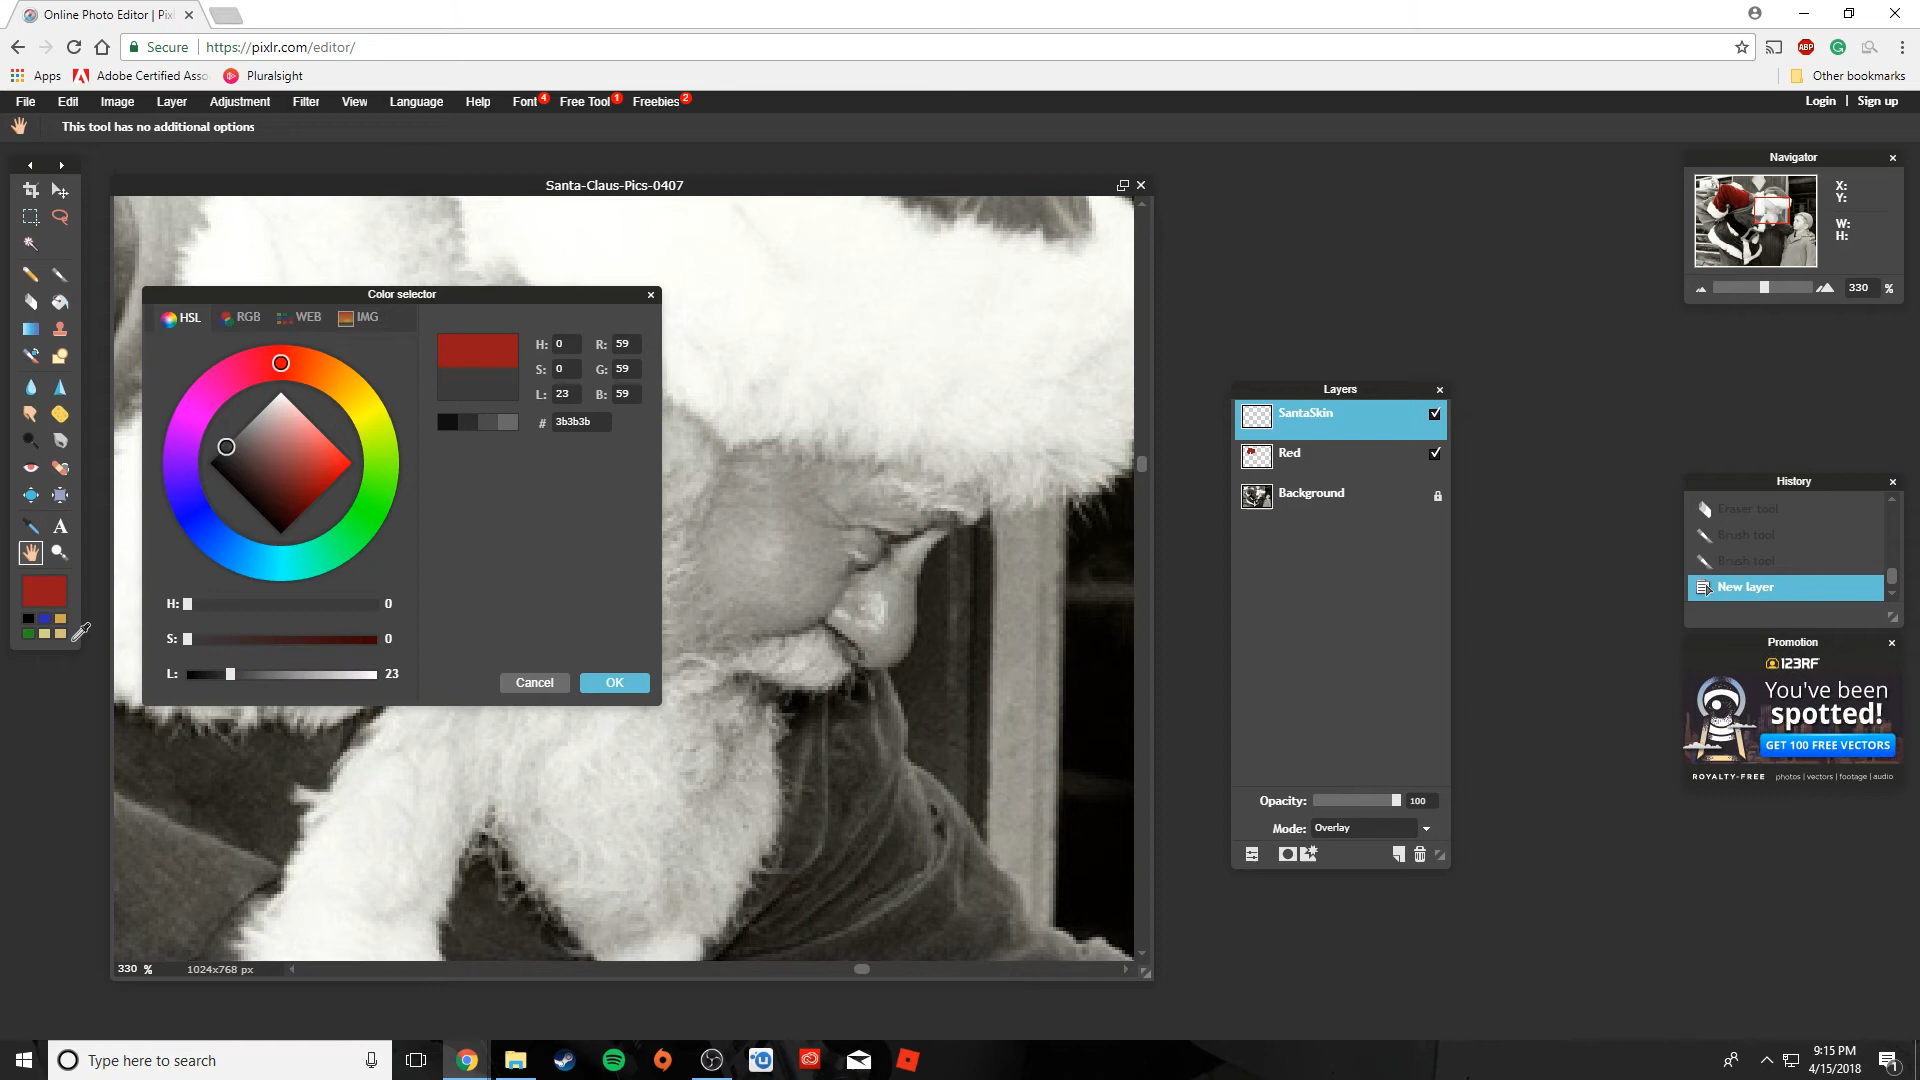 Online Photo Editor | Pix
Secure | https://pixlr.com/editor/
ABP
Apps Adobe Certified Asso Pluralsight Other bookmarks
File Edit Image Layer Adjustment Filter View Language Help Font 4 Free Tool 1 Freebies 2 Login | Sign up
This tool has no additional options
Santa-Claus-Pics-0407
Color selector
HSL RGB WEB IMG
H: 0 R: 59
S: 0 G: 59
L: 23 B: 59
# 3b3b3b
H: 0
S: 0
L: 23
Cancel OK
330 % 1024x768 px
Layers
SantaSkin
Red
Background
Opacity: 100
Mode: Overlay
Navigator
X:
Y:
W:
H:
330 %
History
Eraser tool
Brush tool
Brush tool
New layer
Promotion
123RF
You've been
spotted!
GET 100 FREE VECTORS
ROYALTY-FREE photos | vectors | footage | audio
A
Type here to search
9:15 PM
4/15/2018
1